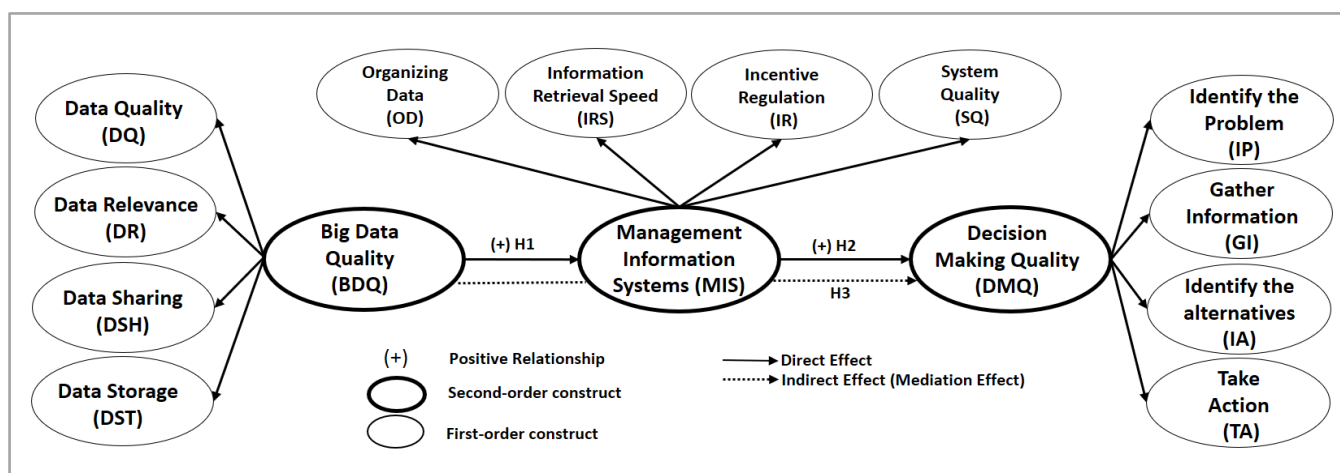 Data Quality
(DQ)
Data Relevance
(DR)
Data Sharing
(DSH)
Data Storage
(DST)
Organizing
Data
(OD)
Information
Retrieval Speed
(IRS)
Incentive
Regulation
(IR)
System
Quality
(SQ)
Big Data
Quality
(BDQ)
(+) H1
Management
Information
Systems (MIS)
(+) H2
H3
Decision
Making Quality
(DMQ)
Identify the
Problem
(IP)
Gather
Information
(GI)
Identify the
alternatives
(IA)
Take
Action
(TA)
(+) Positive Relationship
Second-order construct
First-order construct
Direct Effect
Indirect Effect (Mediation Effect)